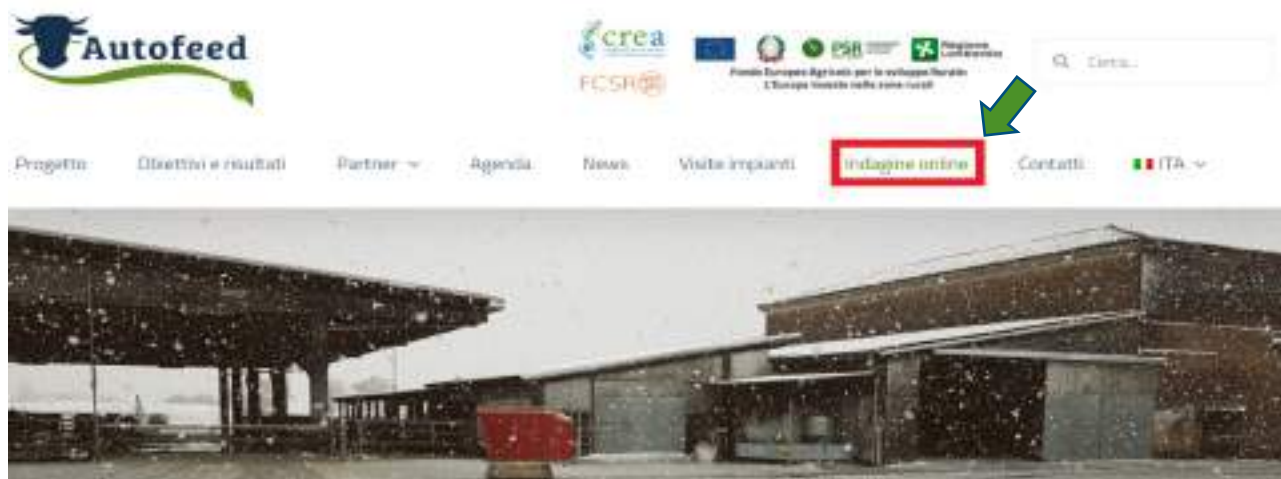 Autofeed
crea
FCSR
PSR
Regione
Lombardia
Fondo Europeo Agricolo per lo sviluppo Rurale:
L'Europa investe nelle zone rurali
Cerca...
Progetto Obiettivi e risultati Partner Agenda News Visite impianti Indagine online Contatti ITA